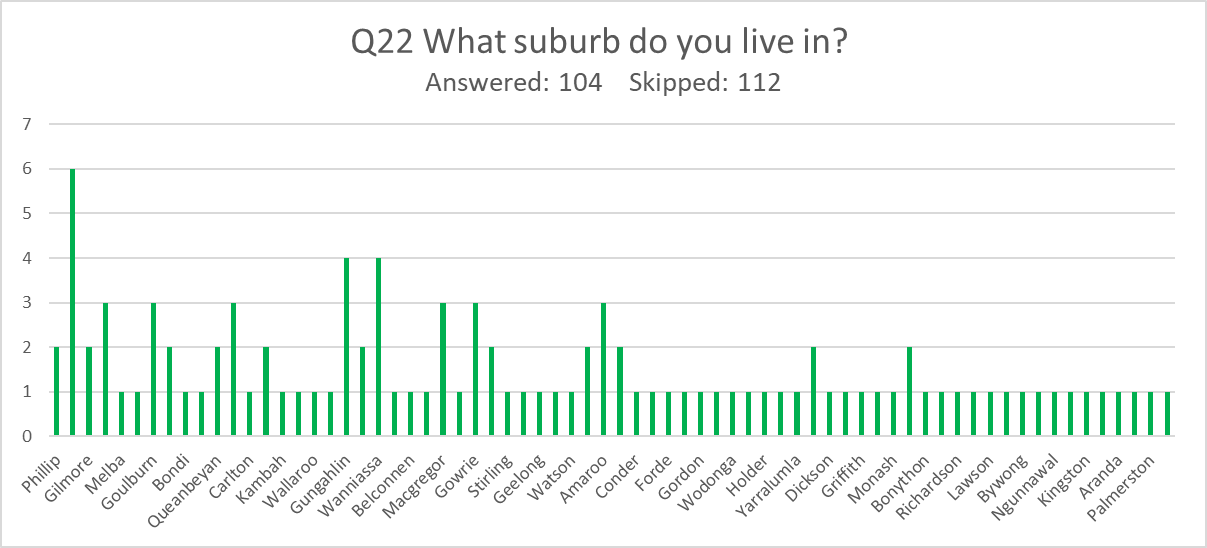 Q22 What suburb do you live in?
Answered: 104 Skipped: 112
7
6
5
4
3
2
1
0
Phillip
Gilmore
Melba
Goulburn
Bondi
Queanbeyan
Carlton
Kambah
Wallaroo
Gungahlin
Wanniassa
Belconnen
Macgregor
Gowrie
Stirling
Geelong
Watson
Amaroo
Conder
Forde
Gordon
Wodonga
Holder
Yarralumla
Dickson
Griffith
Monash
Bonython
Richardson
Lawson
Bywong
Ngunnawal
Kingston
Aranda
Palmerston